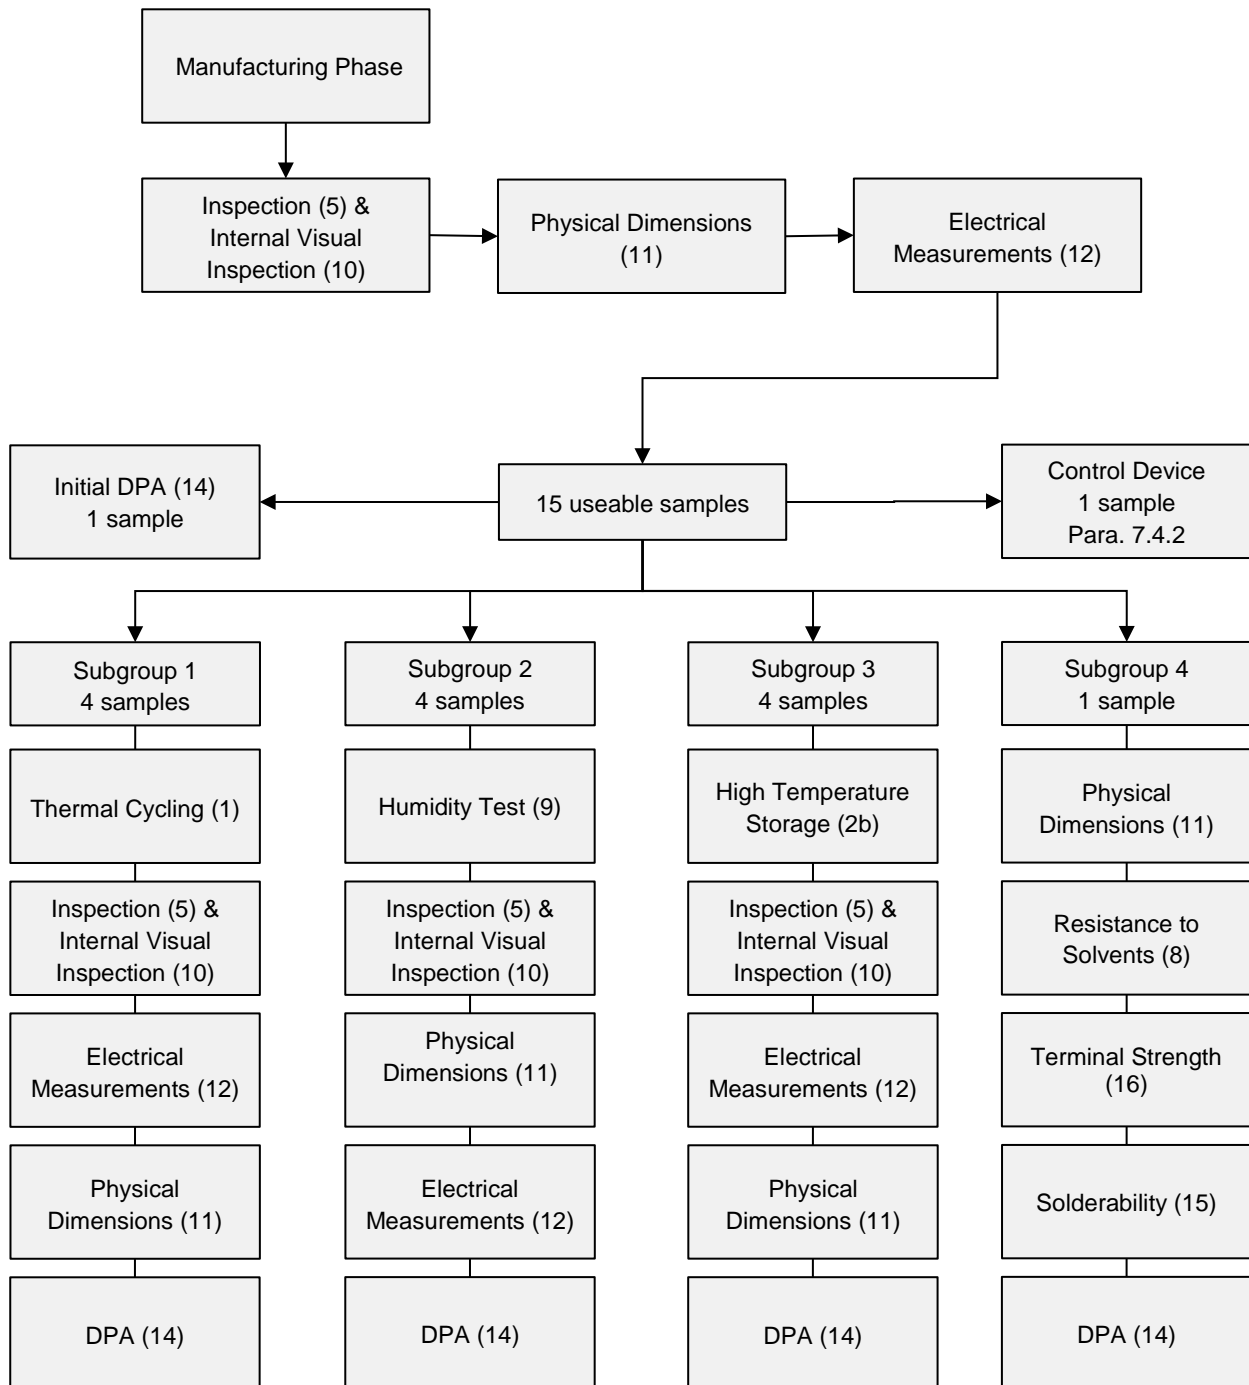 Manufacturing Phase
Inspection (5) &
Internal Visual
Inspection (10)
Physical Dimensions
(11)
Electrical
Measurements (12)
Initial DPA (14)
1 sample
15 useable samples
Control Device
1 sample
Para. 7.4.2
Subgroup 1
4 samples
Subgroup 2
4 samples
Subgroup 3
4 samples
Subgroup 4
1 sample
Thermal Cycling (1)
Humidity Test (9)
High Temperature
Storage (2b)
Physical
Dimensions (11)
Inspection (5) &
Internal Visual
Inspection (10)
Inspection (5) &
Internal Visual
Inspection (10)
Inspection (5) &
Internal Visual
Inspection (10)
Resistance to
Solvents (8)
Electrical
Measurements (12)
Physical
Dimensions (11)
Electrical
Measurements (12)
Terminal Strength
(16)
Physical
Dimensions (11)
Electrical
Measurements (12)
Physical
Dimensions (11)
Solderability (15)
DPA (14)
DPA (14)
DPA (14)
DPA (14)